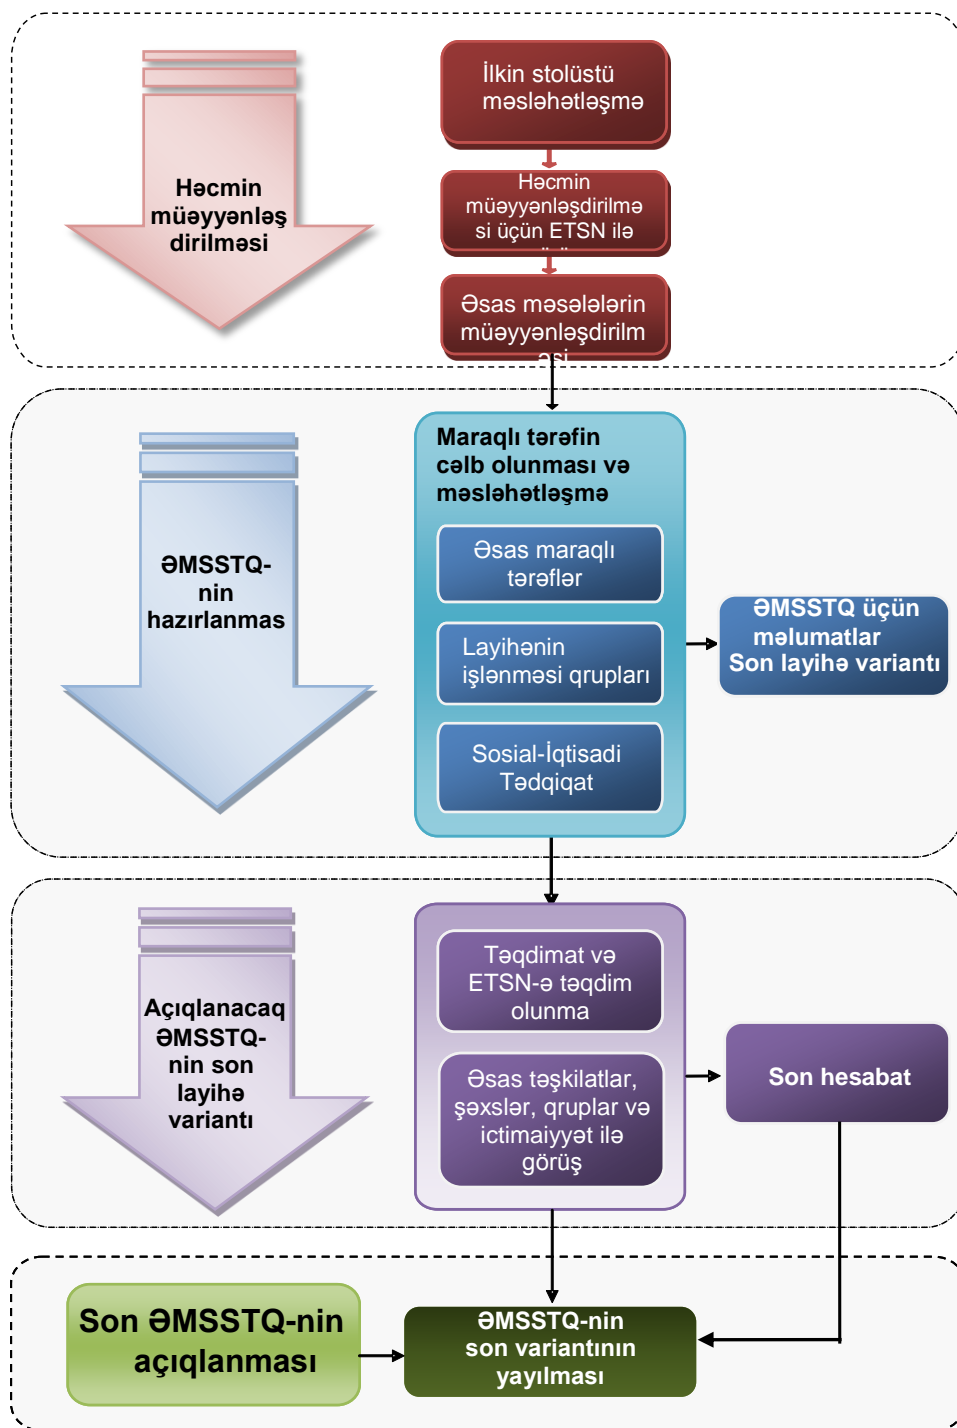 İlkin stolüstü
məsləhətləşmə
Həcmin
müəyyənləş
dirilməsi
Həcmin
müəyyənləşdirilmə
si üçün ETSN ilə
Əsas məsələlərin
müəyyənləşdirilm
əsi
Maraqlı tərəfin
cəlb olunması və
məsləhətləşmə
Əsas maraqlı
tərəflər
ƏMSSTQ-
nin
hazırlanmas
Layihənin
işlənməsi qrupları
ƏMSSTQ üçün
məlumatlar
Son layihə variantı
Sosial-İqtisadi
Tədqiqat
Təqdimat və
ETSN-ə təqdim
olunma
Açıqlanacaq
ƏMSSTQ-
nin son
layihə
variantı
Əsas təşkilatlar,
şəxslər, qruplar və
ictimaiyyət ilə
görüş
Son hesabat
Son ƏMSSTQ-nin
açıqlanması
ƏMSSTQ-nin
son variantının
yayılması